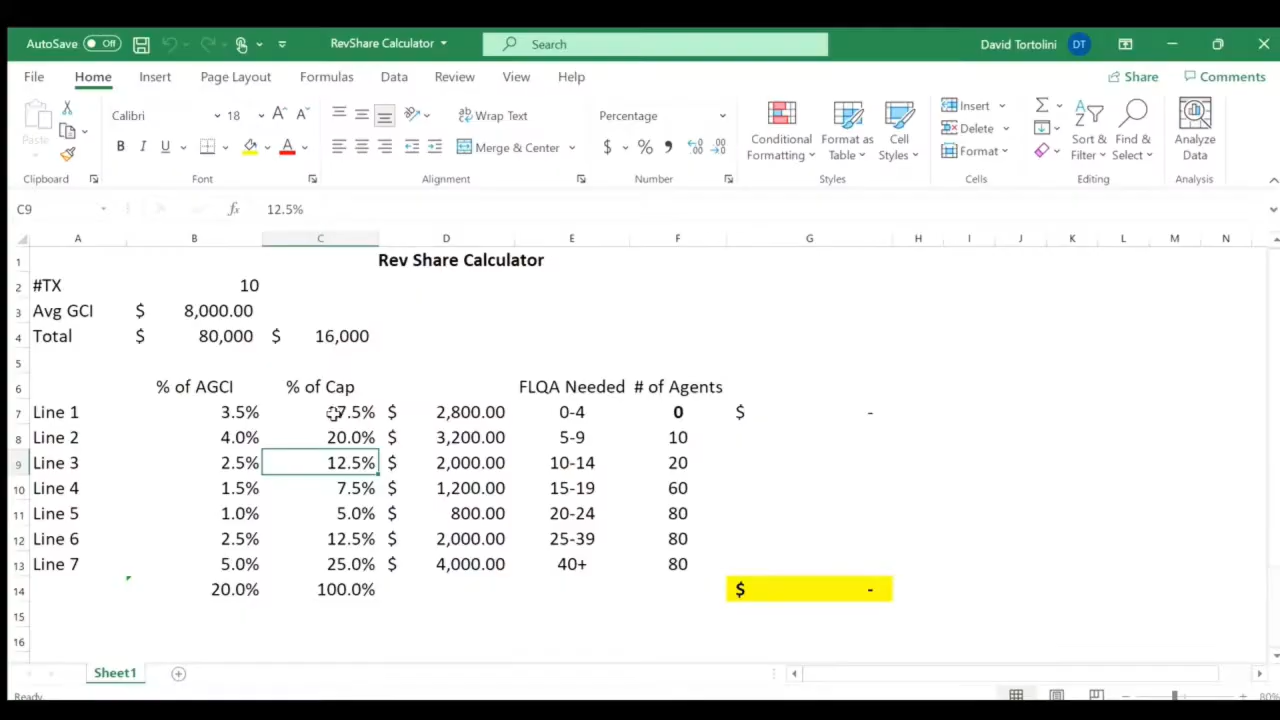 AutoSave Off RevShare Calculator Search David Tortolini DT
File Home Insert Page Layout Formulas Data Review View Help Share Comments
Paste Calibri 18 A A Wrap Text Percentage Conditional Formatting Format as Table Cell Styles Insert Σ Sort & Filter Find & Select Analyze Data
B I U A Merge & Center $ % Delete
Format
Clipboard Font Alignment Number Styles Cells Editing Analysis
C9 fx 12.5%
A B C D E F G H I J K L M N
1 Rev Share Calculator
2 #TX 10
3 Avg GCI $ 8,000.00
4 Total $ 80,000 $ 16,000
5
6 % of AGCI % of Cap FLQA Needed # of Agents
7 Line 1 3.5% 7.5% $ 2,800.00 0-4 0 $ -
8 Line 2 4.0% 20.0% $ 3,200.00 5-9 10
9 Line 3 2.5% 12.5% $ 2,000.00 10-14 20
10 Line 4 1.5% 7.5% $ 1,200.00 15-19 60
11 Line 5 1.0% 5.0% $ 800.00 20-24 80
12 Line 6 2.5% 12.5% $ 2,000.00 25-39 80
13 Line 7 5.0% 25.0% $ 4,000.00 40+ 80
14 20.0% 100.0% $ -
15
16
Sheet1
Ready 80%